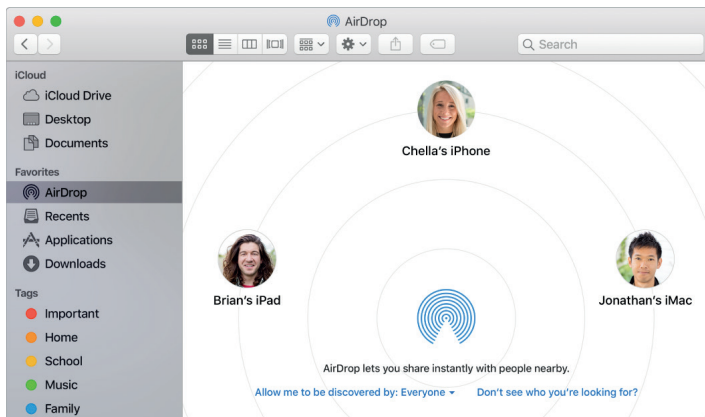 AirDrop
Search
iCloud
iCloud Drive
Desktop
Documents
Favorites
AirDrop
Recents
Applications
Downloads
Tags
Important
Home
School
Music
Family
Chella's iPhone
Brian's iPad
Jonathan's iMac
AirDrop lets you share instantly with people nearby.
Allow me to be discovered by: Everyone Don't see who you're looking for?